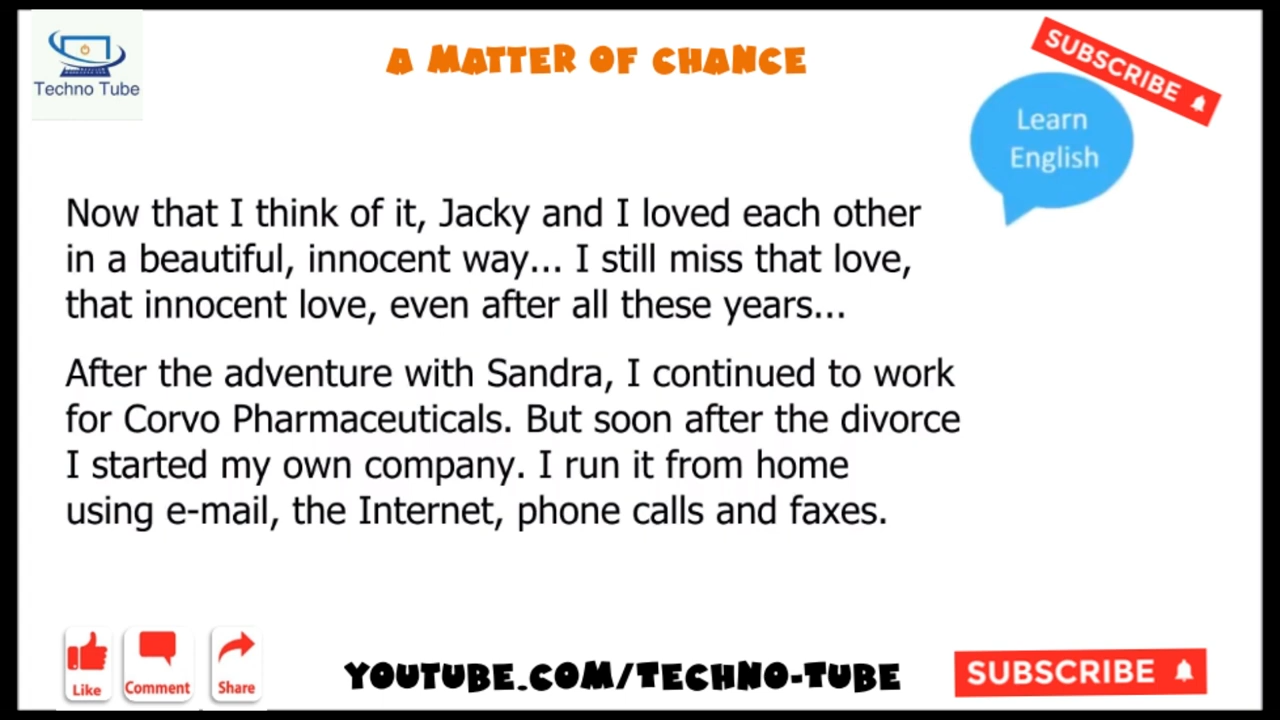 A MATTER OF CHANCE
Techno Tube
SUBSCRIBE
Learn
English
Now that I think of it, Jacky and I loved each other
in a beautiful, innocent way... I still miss that love,
that innocent love, even after all these years...
After the adventure with Sandra, I continued to work
for Corvo Pharmaceuticals. But soon after the divorce
I started my own company. I run it from home
using e-mail, the Internet, phone calls and faxes.
Like
Comment
Share
YOUTUBE.COM/TECHNO-TUBE
SUBSCRIBE